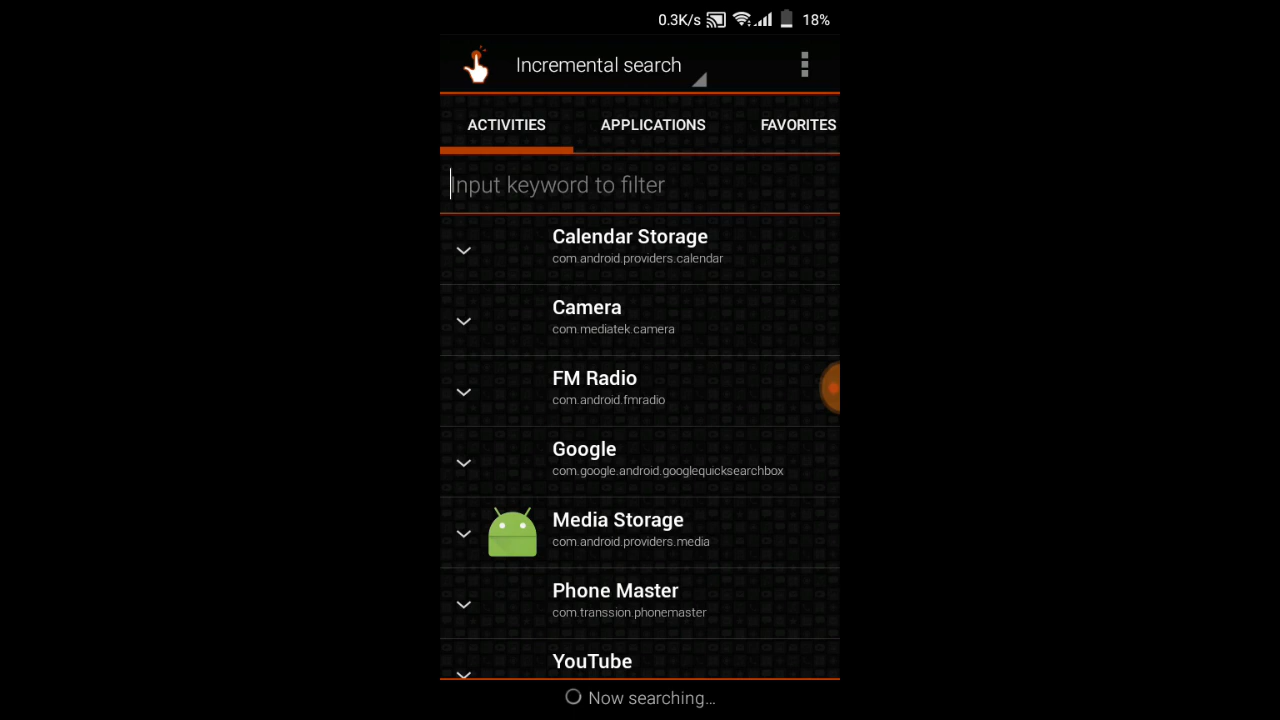 0.3K/s 18%
Incremental search
ACTIVITIES APPLICATIONS FAVORITES
Input keyword to filter
Calendar Storage
com.android.providers.calendar
Camera
com.mediatek.camera
FM Radio
com.android.fmradio
Google
com.google.android.googlequicksearchbox
Media Storage
com.android.providers.media
Phone Master
com.transsion.phonemaster
YouTube
Now searching...